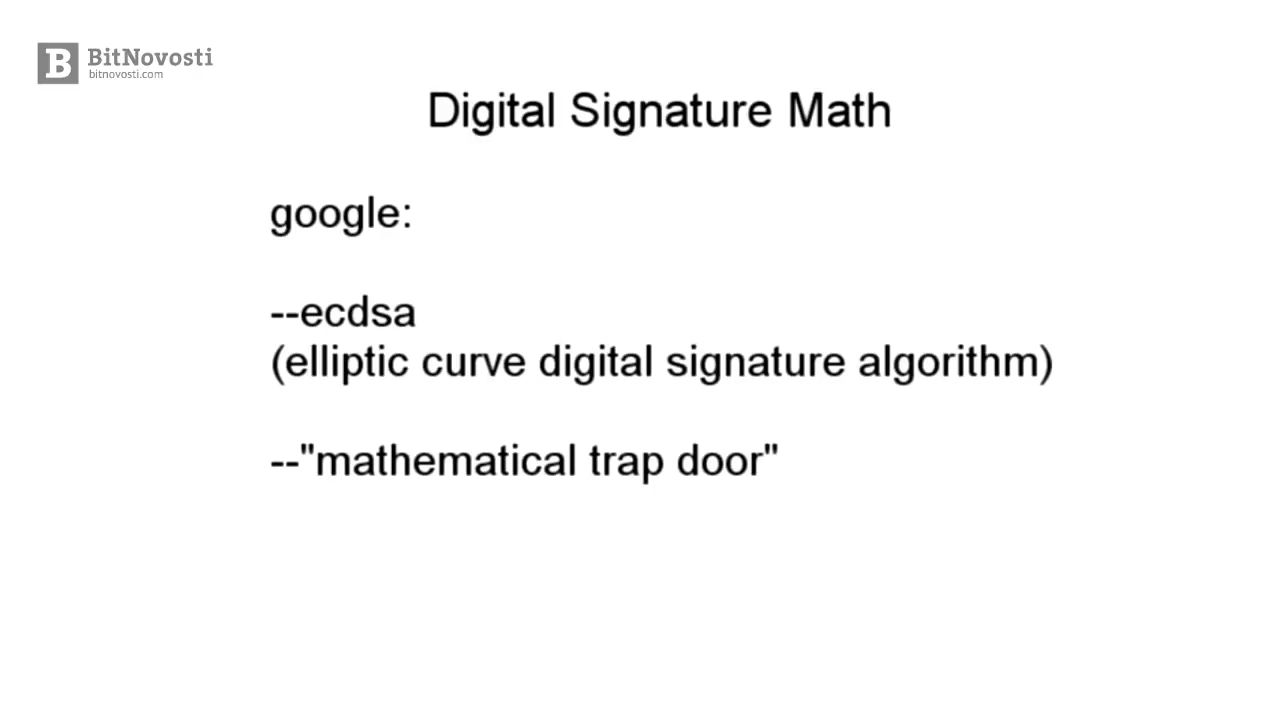 B BitNovosti
bitnovosti.com
Digital Signature Math
google:
--ecdsa
(elliptic curve digital signature algorithm)
--"mathematical trap door"